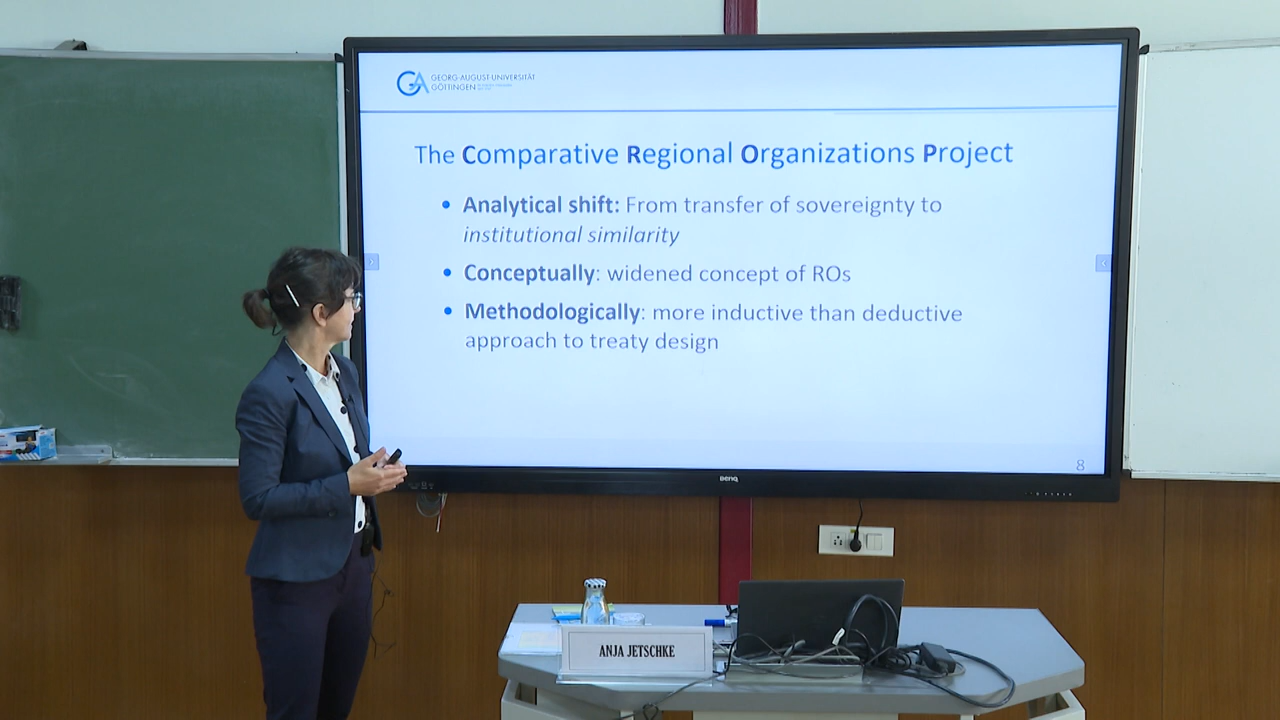 GEORG-AUGUST-UNIVERSITÄT
GÖTTINGEN
The Comparative Regional Organizations Project
• Analytical shift: From transfer of sovereignty to
institutional similarity
• Conceptually: widened concept of ROs
• Methodologically: more inductive than deductive
approach to treaty design
8
BenQ
ANJA JETSCHKE